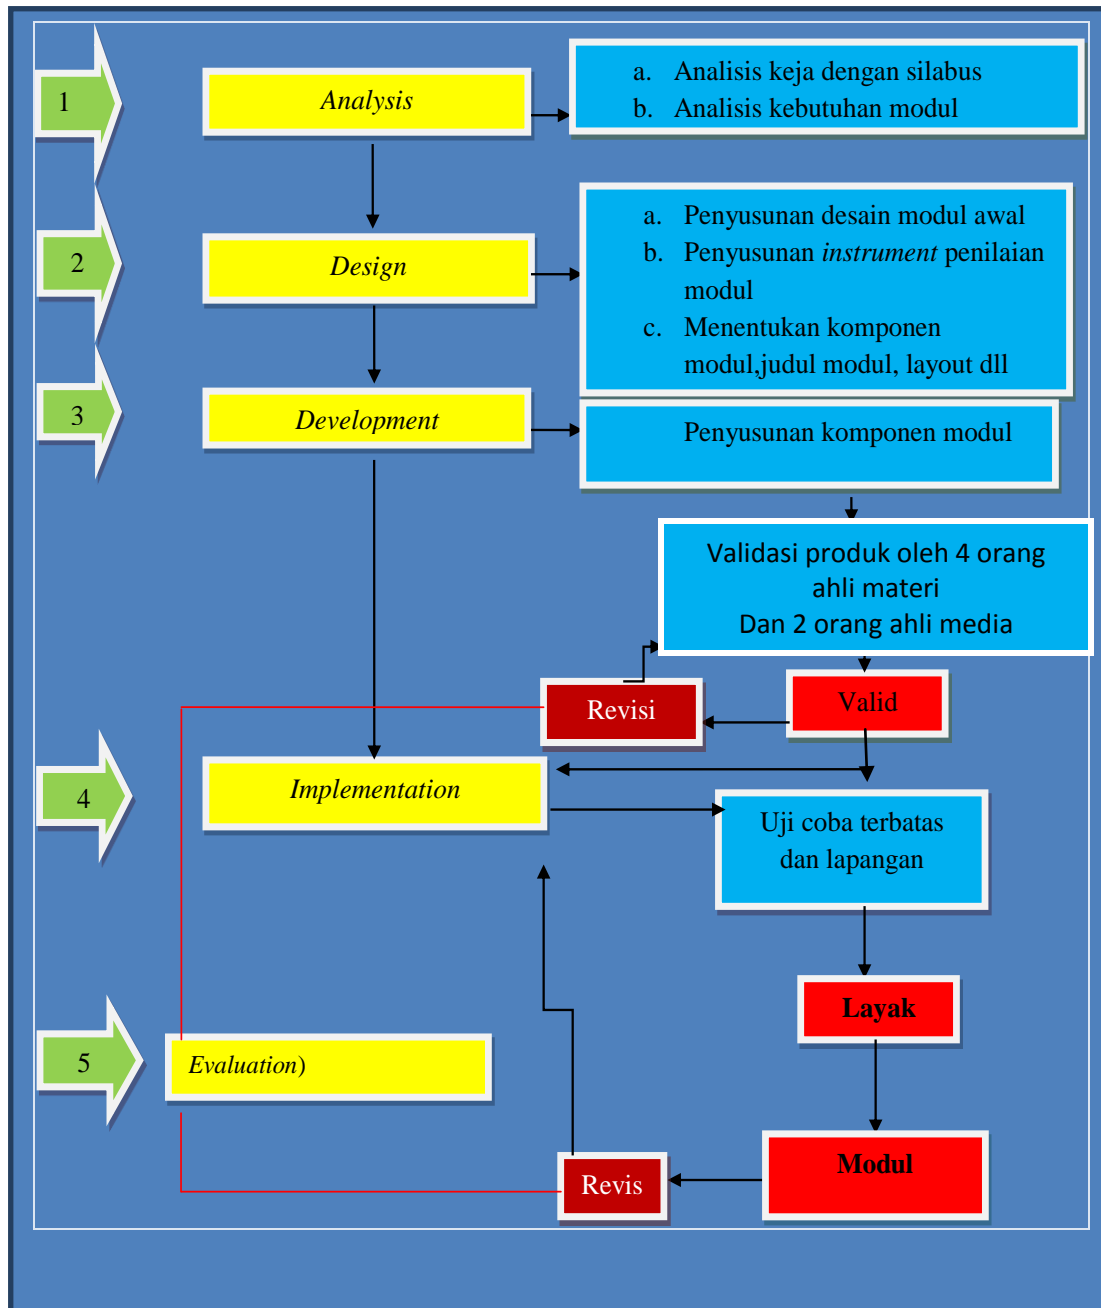 1
Analysis
a. Analisis keja dengan silabus
b. Analisis kebutuhan modul
2
Design
a. Penyusunan desain modul awal
b. Penyusunan instrument penilaian
modul
c. Menentukan komponen
modul,judul modul, layout dll
3
Development
Penyusunan komponen modul
Validasi produk oleh 4 orang
ahli materi
Dan 2 orang ahli media
Revisi
Valid
4
Implementation
Uji coba terbatas
dan lapangan
Layak
5
Evaluation)
Modul
Revis